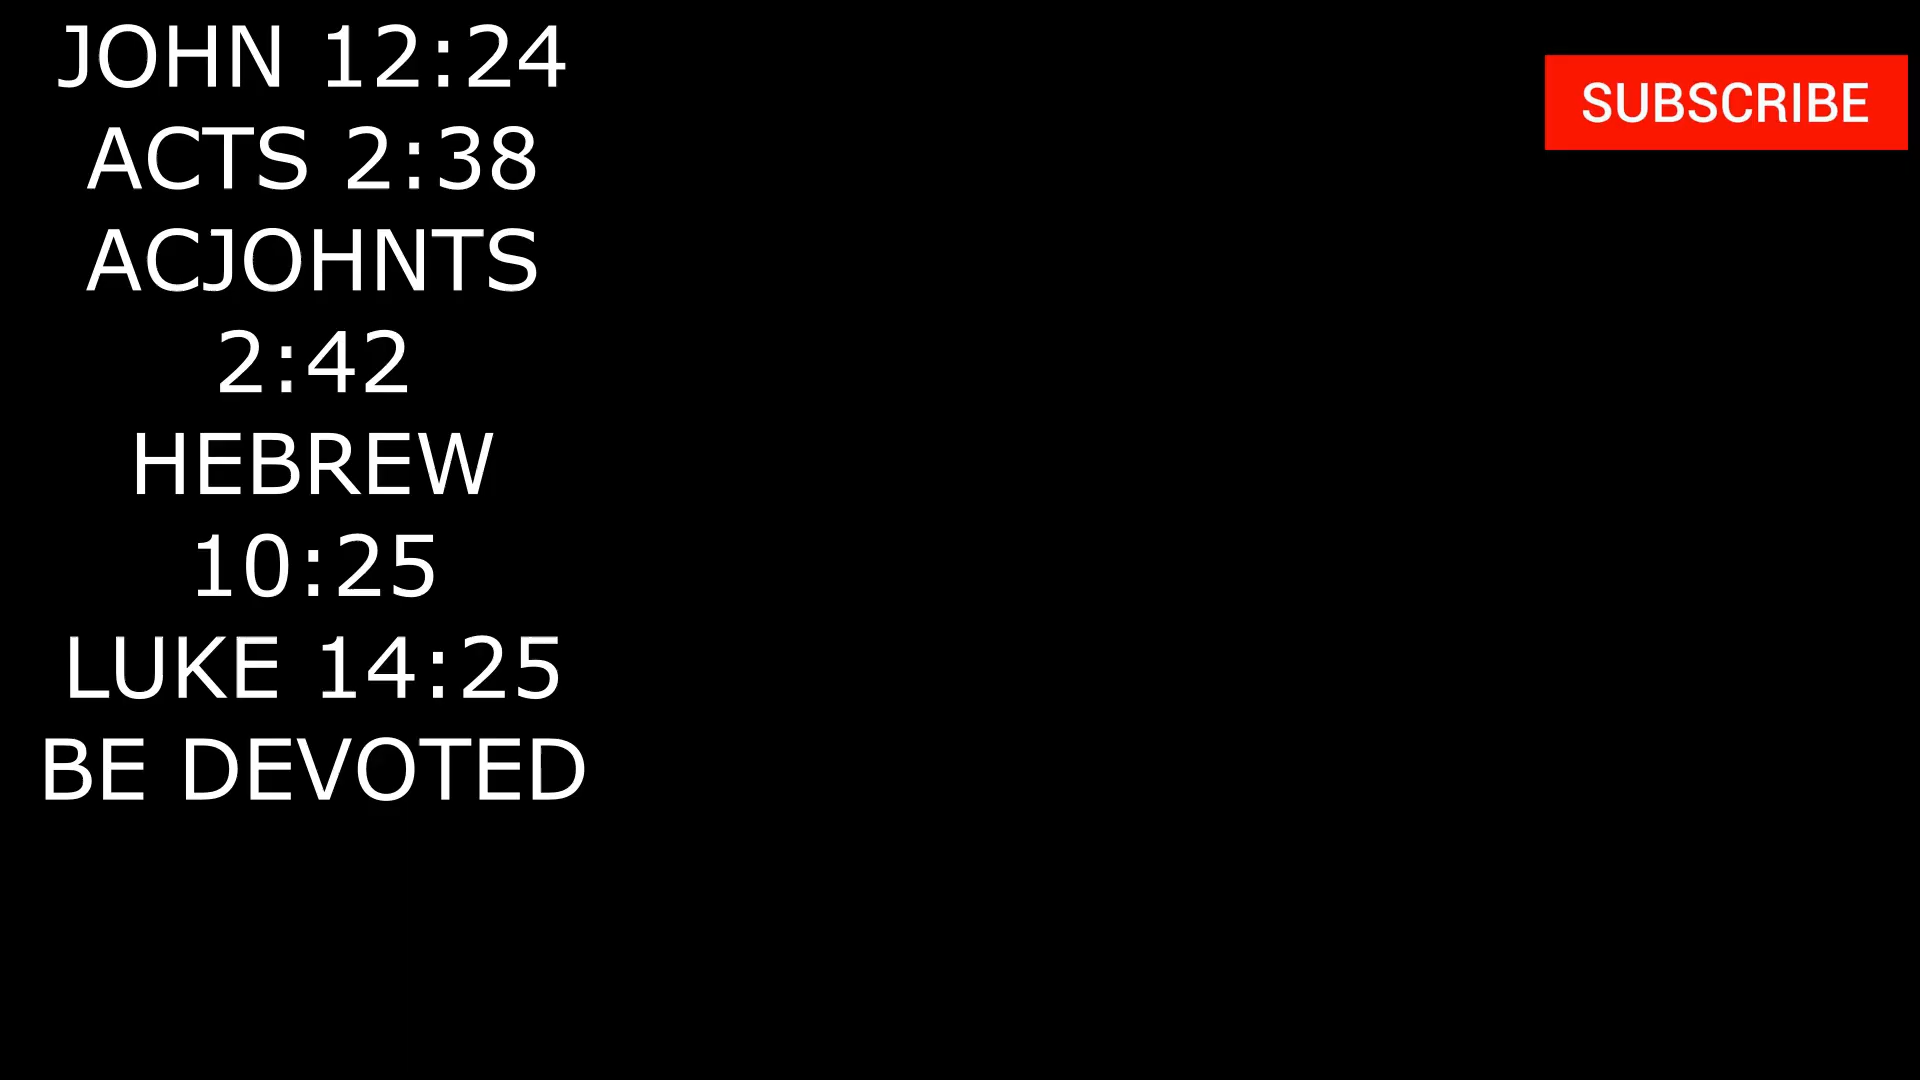 JOHN 12:24
ACTS 2:38
ACJOHNTS
2:42
HEBREW
10:25
LUKE 14:25
BE DEVOTED
SUBSCRIBE